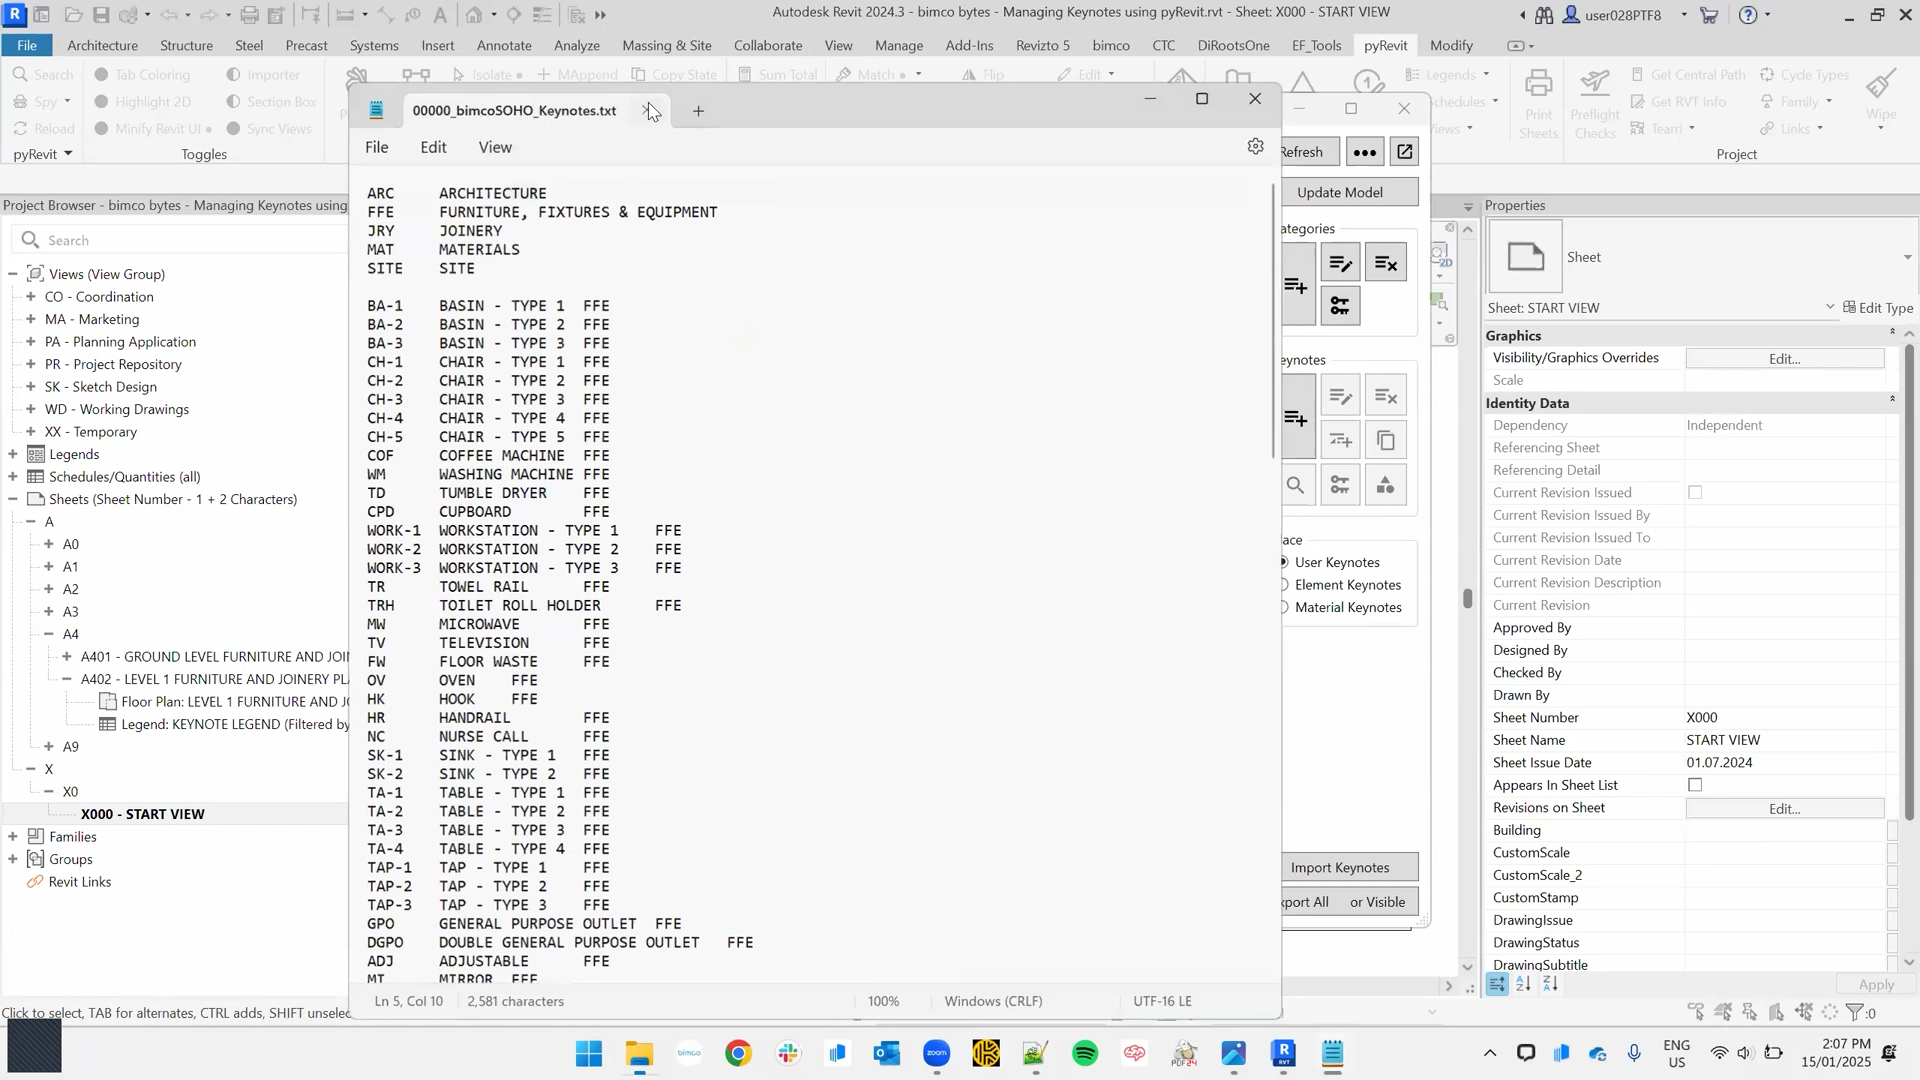 Autodesk Revit 2024.3 - bimco bytes - Managing Keynotes using pyRevit.rvt - Sheet: X000 - START VIEW
user028PTF8
File Architecture Structure Steel Precast Systems Insert Annotate Analyze Massing & Site Collaborate View Manage Add-Ins Revizto 5 bimco CTC DiRootsOne EF_Tools pyRevit Modify
Search Tab Coloring Importer Isolate MAppend Copy State Sum Total Match Flip Edit Legends Get Central Path Cycle Types
Spy Highlight 2D Section Box Print Sheets Preflight Checks Get RVT Info Family Wipe
Reload Minify Revit UI Sync Views Team Links
pyRevit Toggles Project
00000_bimcoSOHO_Keynotes.txt
File Edit View
ARC ARCHITECTURE
FFE FURNITURE, FIXTURES & EQUIPMENT
JRY JOINERY
MAT MATERIALS
SITE SITE
BA-1 BASIN - TYPE 1 FFE
BA-2 BASIN - TYPE 2 FFE
BA-3 BASIN - TYPE 3 FFE
CH-1 CHAIR - TYPE 1 FFE
CH-2 CHAIR - TYPE 2 FFE
CH-3 CHAIR - TYPE 3 FFE
CH-4 CHAIR - TYPE 4 FFE
CH-5 CHAIR - TYPE 5 FFE
COF COFFEE MACHINE FFE
WM WASHING MACHINE FFE
TD TUMBLE DRYER FFE
CPD CUPBOARD FFE
WORK-1 WORKSTATION - TYPE 1 FFE
WORK-2 WORKSTATION - TYPE 2 FFE
WORK-3 WORKSTATION - TYPE 3 FFE
TR TOWEL RAIL FFE
TRH TOILET ROLL HOLDER FFE
MW MICROWAVE FFE
TV TELEVISION FFE
FW FLOOR WASTE FFE
OV OVEN FFE
HK HOOK FFE
HR HANDRAIL FFE
NC NURSE CALL FFE
SK-1 SINK - TYPE 1 FFE
SK-2 SINK - TYPE 2 FFE
TA-1 TABLE - TYPE 1 FFE
TA-2 TABLE - TYPE 2 FFE
TA-3 TABLE - TYPE 3 FFE
TA-4 TABLE - TYPE 4 FFE
TAP-1 TAP - TYPE 1 FFE
TAP-2 TAP - TYPE 2 FFE
TAP-3 TAP - TYPE 3 FFE
GPO GENERAL PURPOSE OUTLET FFE
DGPO DOUBLE GENERAL PURPOSE OUTLET FFE
ADJ ADJUSTABLE FFE
MI MIRROR FFE
Ln 5, Col 10 2,581 characters 100% Windows (CRLF) UTF-16 LE
Project Browser - bimco bytes - Managing Keynotes using
Search
Views (View Group)
CO - Coordination
MA - Marketing
PA - Planning Application
PR - Project Repository
SK - Sketch Design
WD - Working Drawings
XX - Temporary
Legends
Schedules/Quantities (all)
Sheets (Sheet Number - 1 + 2 Characters)
A
A0
A1
A2
A3
A4
A401 - GROUND LEVEL FURNITURE AND JOI
A402 - LEVEL 1 FURNITURE AND JOINERY PL
Floor Plan: LEVEL 1 FURNITURE AND J
Legend: KEYNOTE LEGEND (Filtered by
A9
X
X0
X000 - START VIEW
Families
Groups
Revit Links
Click to select, TAB for alternates, CTRL adds, SHIFT unselec
Refresh
Update Model
ategories
eynotes
ace
User Keynotes
Element Keynotes
Material Keynotes
Import Keynotes
xport All or Visible
Properties
Sheet
Sheet: START VIEW Edit Type
Graphics
Visibility/Graphics Overrides Edit...
Scale
Identity Data
Dependency Independent
Referencing Sheet
Referencing Detail
Current Revision Issued
Current Revision Issued By
Current Revision Issued To
Current Revision Date
Current Revision Description
Current Revision
Approved By
Designed By
Checked By
Drawn By
Sheet Number X000
Sheet Name START VIEW
Sheet Issue Date 01.07.2024
Appears In Sheet List
Revisions on Sheet Edit...
Building
CustomScale
CustomScale_2
CustomStamp
DrawingIssue
DrawingStatus
DrawingSubtitle
Apply
:0
bimco zoom PDF24 RVT
ENG
US
2:07 PM
15/01/2025